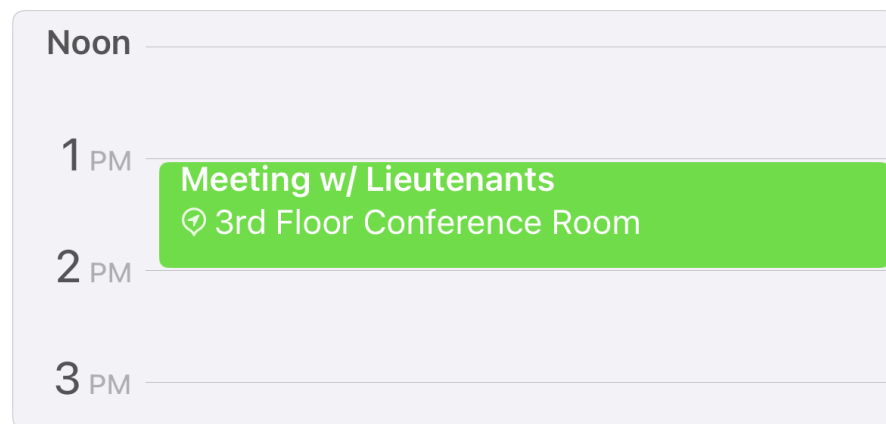 Noon
1 PM
Meeting w/ Lieutenants
3rd Floor Conference Room
2 PM
3 PM